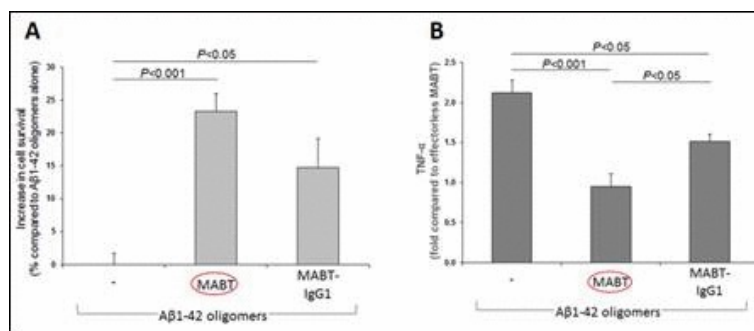 A
P<0.05
P<0.001
Increase in cell survival
(% compared to Aβ1-42 oligomers alone)
30
25
20
15
10
5
0
-
MABT
MABT-
IgG1
Aβ1-42 oligomers
B
P<0.05
P<0.001
P<0.05
TNF-α
(fold compared to effectorless MABT)
2.5
2.0
1.5
1.0
0.5
0.0
-
MABT
MABT-
IgG1
Aβ1-42 oligomers